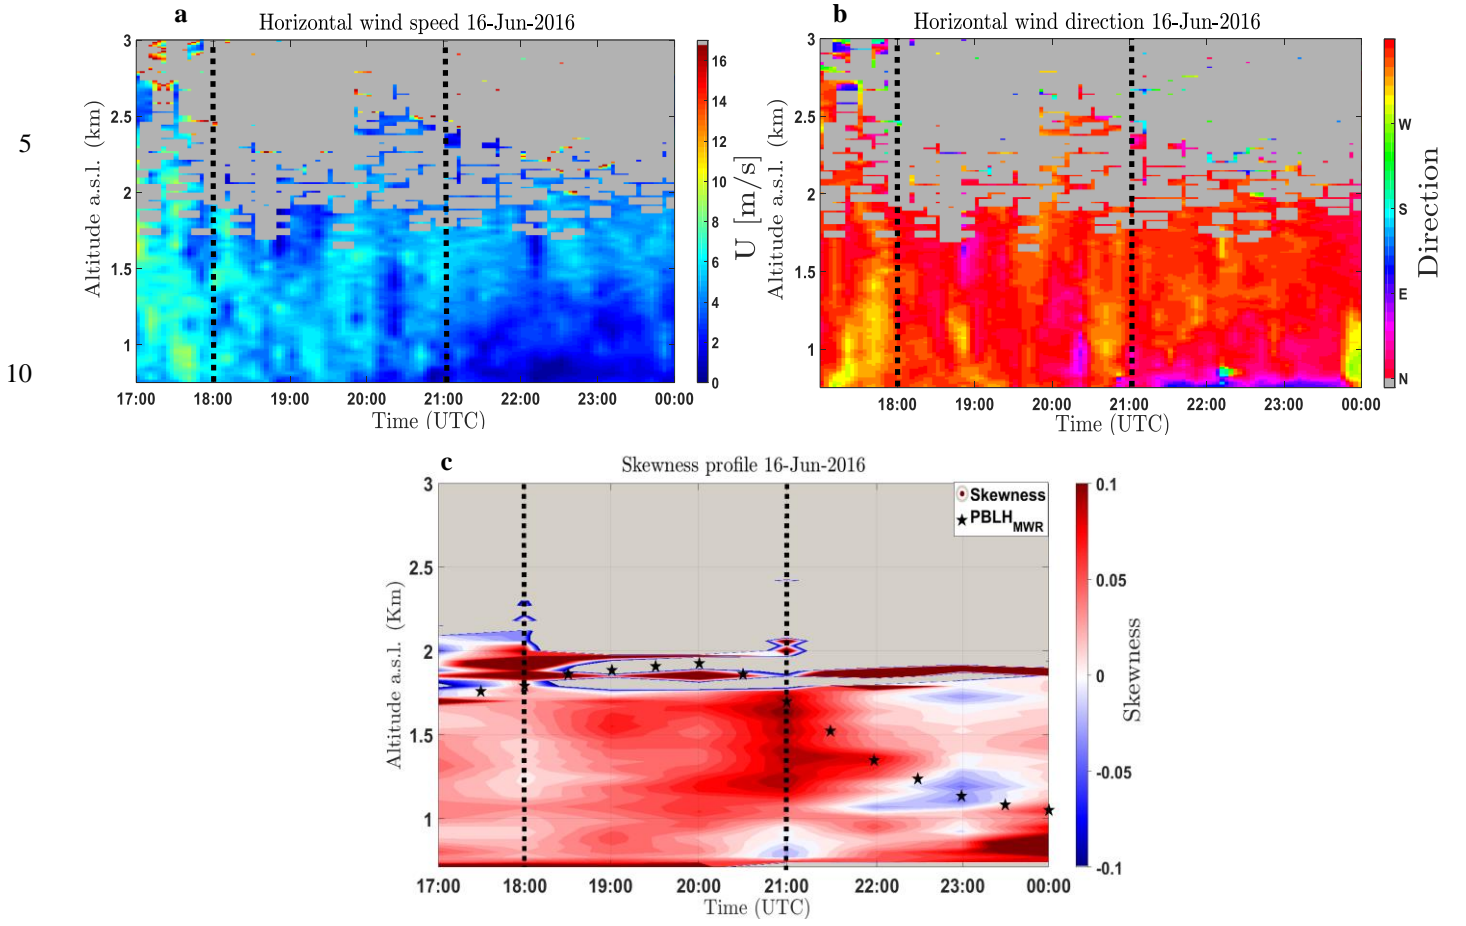 a
Horizontal wind speed 16-Jun-2016
3
2.5
2
1.5
1
Altitude a.s.l. (km)
17:00 18:00 19:00 20:00 21:00 22:00 23:00 00:00
Time (UTC)
16
14
12
10
8
6
4
2
0
U [m/s]
5
10
b
Horizontal wind direction 16-Jun-2016
3
2.5
2
1.5
1
Altitude a.s.l. (km)
18:00 19:00 20:00 21:00 22:00 23:00 00:00
Time (UTC)
W
S
E
N
Direction
c
Skewness profile 16-Jun-2016
3
2.5
2
1.5
1
Altitude a.s.l. (Km)
Skewness
PBLH MWR
17:00 18:00 19:00 20:00 21:00 22:00 23:00 00:00
Time (UTC)
0.1
0.05
0
-0.05
-0.1
Skewness